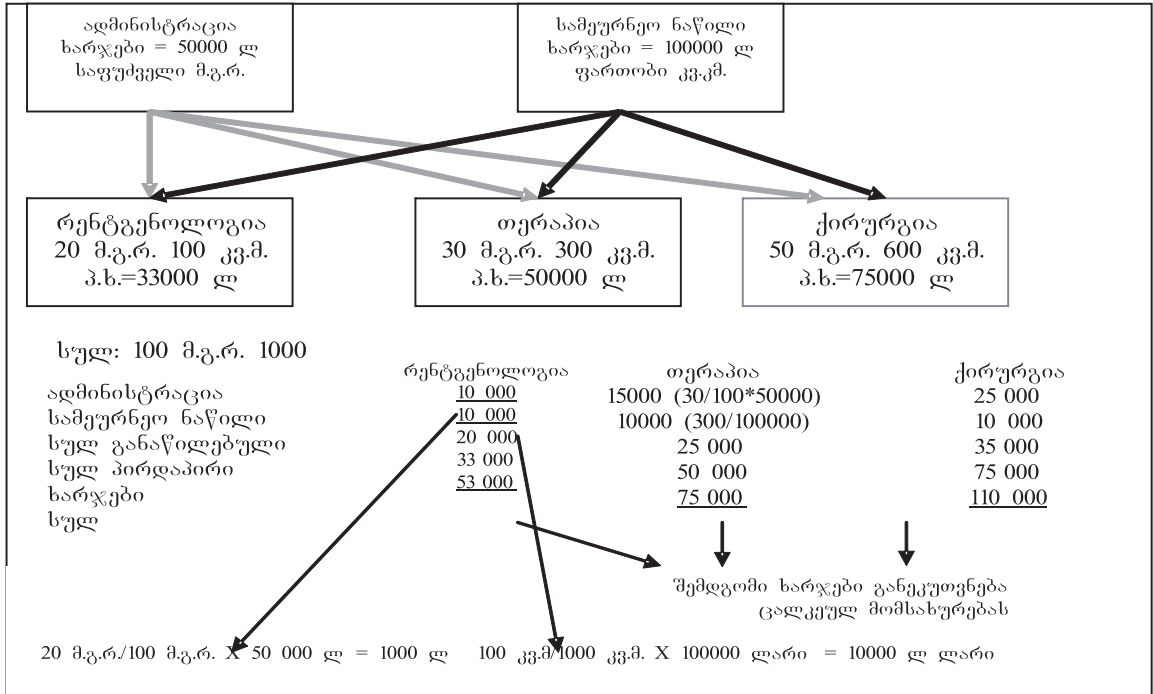 ადმინისტრაცია
ხარჯები = 50000 ლ
საფუძველი მ.გ.რ.
სამეურნეო ნაწილი
ხარჯები = 100000 ლ
ფართობი კვ.კმ.
რენტგენოლოგია
20 მ.გ.რ. 100 კვ.მ.
პ.ხ.=33000 ლ
თერაპია
30 მ.გ.რ. 300 კვ.მ.
პ.ხ.=50000 ლ
ქირურგია
50 მ.გ.რ. 600 კვ.მ.
პ.ხ.=75000 ლ
სულ: 100 მ.გ.რ. 1000
ადმინისტრაცია
სამეურნეო ნაწილი
სულ განაწილებული
სულ პირდაპირი
ხარჯები
სულ
რენტგენოლოგია
10 000
10 000
20 000
33 000
53 000
თერაპია
15000 (30/100*50000)
10000 (300/100000)
25 000
50 000
75 000
ქირურგია
25 000
10 000
35 000
75 000
110 000
შემდგომი ხარჯები განეკუთვნება
ცალკეულ მომსახურებას
20 მ.გ.რ./100 მ.გ.რ. X 50 000 ლ = 1000 ლ
100 კვ.მ/1000 კვ.მ. X 100000 ლარი = 10000 ლ ლარი